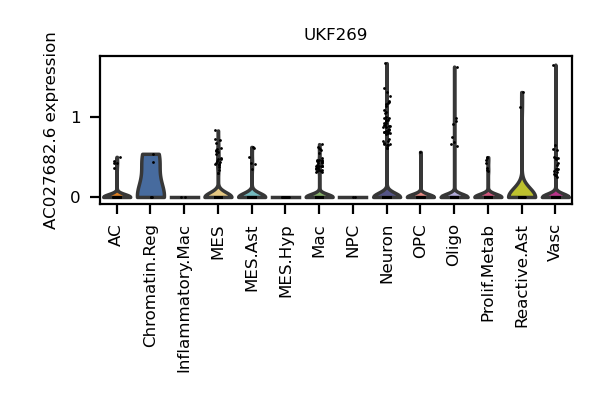 UKF269
AC027682.6 expression
1
0
AC
Chromatin.Reg
Inflammatory.Mac
MES
MES.Ast
MES.Hyp
Mac
NPC
Neuron
OPC
Oligo
Prolif.Metab
Reactive.Ast
Vasc